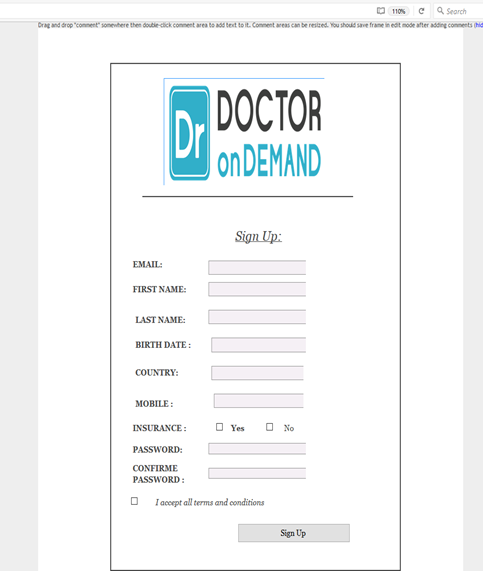 110%
Search
Drag and drop "comment" somewhere then double-click comment area to add text to it. Comment areas can be resized. You should save frame in edit mode after adding comments (hid
Dr DOCTOR
onDEMAND
Sign Up:
EMAIL:
FIRST NAME:
LAST NAME:
BIRTH DATE :
COUNTRY:
MOBILE :
INSURANCE : Yes No
PASSWORD:
CONFIRME
PASSWORD :
I accept all terms and conditions
Sign Up